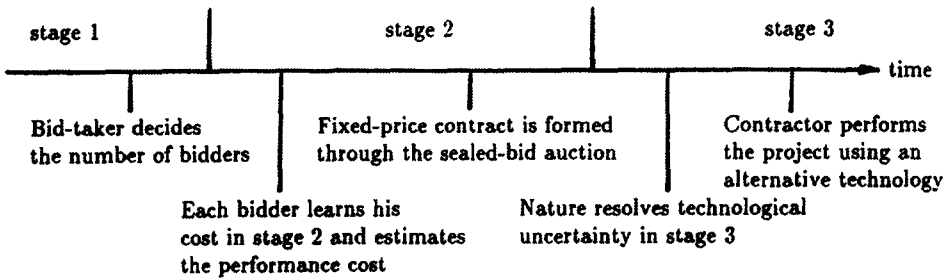 stage 1
stage 2
stage 3
time
Bid-taker decides
the number of bidders
Each bidder learns his
cost in stage 2 and estimates
the performance cost
Fixed-price contract is formed
through the sealed-bid auction
Nature resolves technological
uncertainty in stage 3
Contractor performs
the project using an
alternative technology